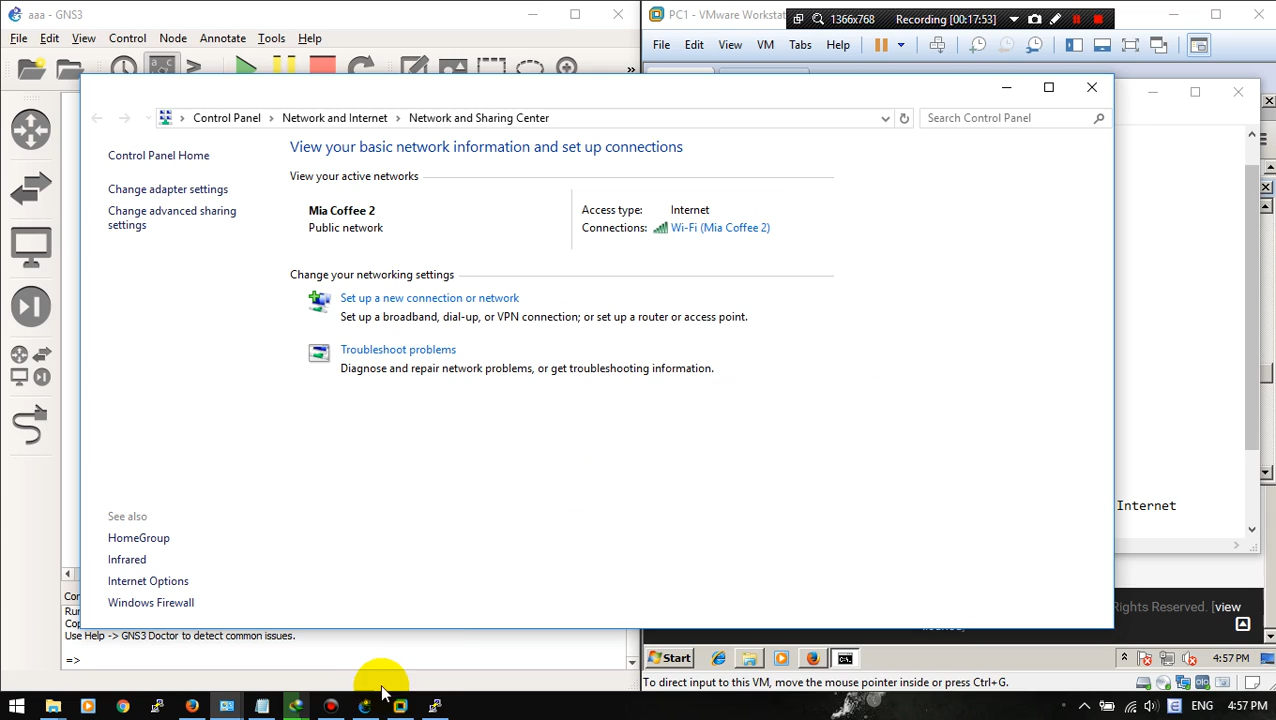 aaa - GNS3
File Edit View Control Node Annotate Tools Help
PC1 - VMware Workstat
1366x768 Recording [00:17:53]
File Edit View VM Tabs Help
Control Panel Network and Internet Network and Sharing Center
Search Control Panel
Control Panel Home
Change adapter settings
Change advanced sharing
settings
View your basic network information and set up connections
View your active networks
Mia Coffee 2
Public network
Access type: Internet
Connections: Wi-Fi (Mia Coffee 2)
Change your networking settings
Set up a new connection or network
Set up a broadband, dial-up, or VPN connection; or set up a router or access point.
Troubleshoot problems
Diagnose and repair network problems, or get troubleshooting information.
See also
HomeGroup
Infrared
Internet Options
Windows Firewall
Internet
Rights Reserved. [view
Use Help -> GNS3 Doctor to detect common issues.
=>
Start
4:57 PM
To direct input to this VM, move the mouse pointer inside or press Ctrl+G.
ENG 4:57 PM